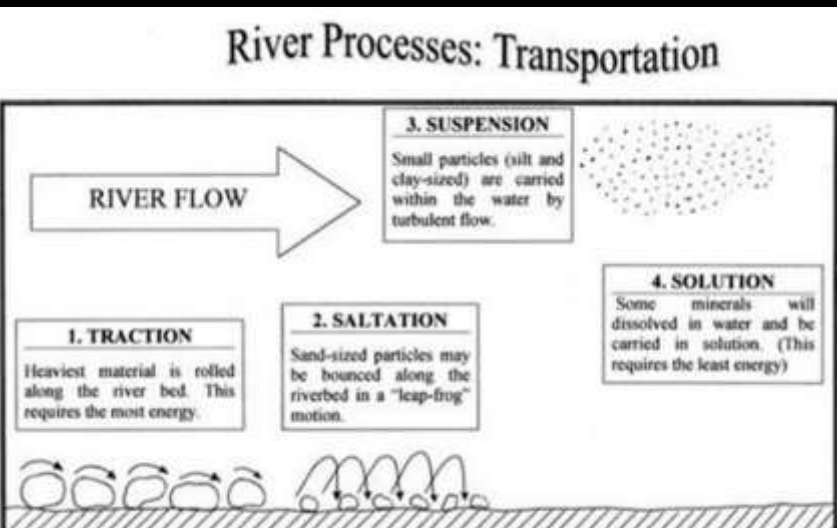 River Processes: Transportation
RIVER FLOW
3. SUSPENSION
Small particles (silt and
clay-sized) are carried
within the water by
turbulent flow.
4. SOLUTION
Some minerals will
dissolved in water and be
carried in solution. (This
requires the least energy)
1. TRACTION
Heaviest material is rolled
along the river bed. This
requires the most energy.
2. SALTATION
Sand-sized particles may
be bounced along the
riverbed in a "leap-frog"
motion.